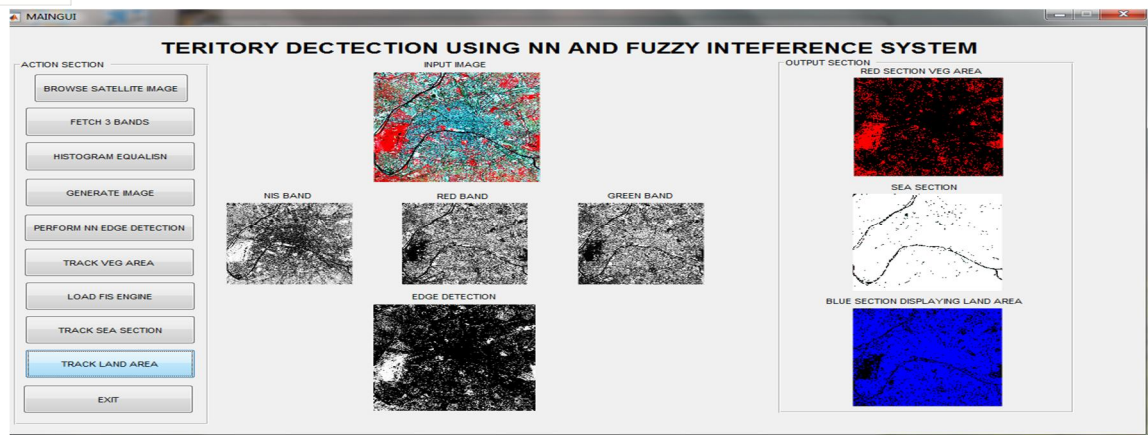 MAINGUI
TERITORY DECTECTION USING NN AND FUZZY INTEFERENCE SYSTEM
ACTION SECTION
BROWSE SATELLITE IMAGE
FETCH 3 BANDS
HISTOGRAM EQUALISN
GENERATE IMAGE
PERFORM NN EDGE DETECTION
TRACK VEG AREA
LOAD FIS ENGINE
TRACK SEA SECTION
TRACK LAND AREA
EXIT
INPUT IMAGE
NIS BAND
RED BAND
GREEN BAND
EDGE DETECTION
OUTPUT SECTION
RED SECTION VEG AREA
SEA SECTION
BLUE SECTION DISPLAYING LAND AREA